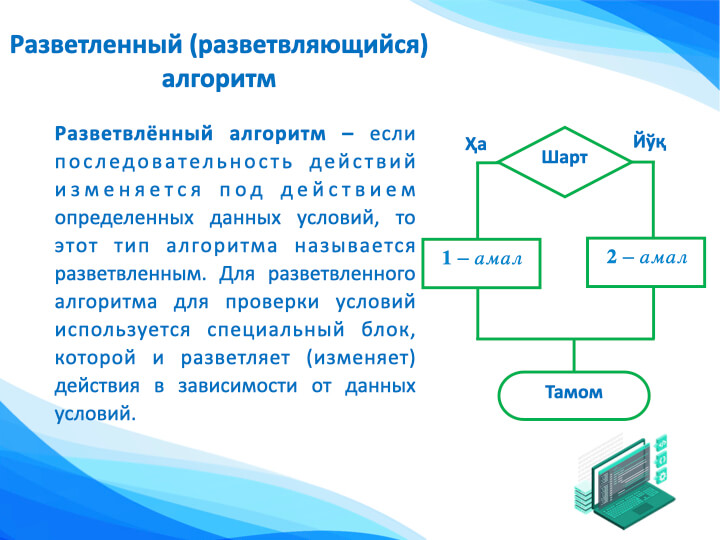 Разветленный (разветвляющийся)
алгоритм
Разветвлённый алгоритм – если
последовательность действий
изменяется под действием
определенных данных условий, то
этот тип алгоритма называется
разветвленным. Для разветвленного
алгоритма для проверки условий
используется специальный блок,
которой и разветляет (изменяет)
действия в зависимости от данных
условий.
Ҳа
Шарт
Йўқ
1 – амал
2 – амал
Тамом